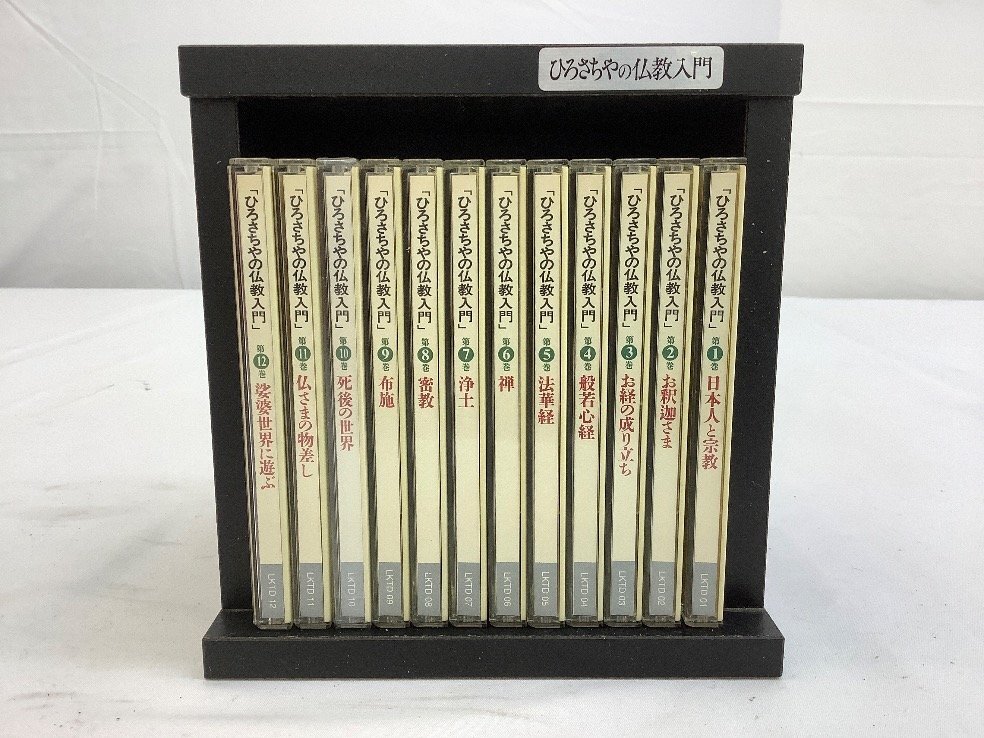 ひろさちやの仏教入門
「ひろさちやの仏教入門」 第1巻 日本人と宗教 LKTD 01
「ひろさちやの仏教入門」 第2巻 お釈迦さま LKTD 02
「ひろさちやの仏教入門」 第3巻 お経の成り立ち LKTD 03
「ひろさちやの仏教入門」 第4巻 般若心経 LKTD 04
「ひろさちやの仏教入門」 第5巻 法華経 LKTD 05
「ひろさちやの仏教入門」 第6巻 禅 LKTD 06
「ひろさちやの仏教入門」 第7巻 浄土 LKTD 07
「ひろさちやの仏教入門」 第8巻 密教 LKTD 08
「ひろさちやの仏教入門」 第9巻 布施 LKTD 09
「ひろさちやの仏教入門」 第10巻 死後の世界 LKTD 10
「ひろさちやの仏教入門」 第11巻 仏さまの物差し LKTD 11
「ひろさちやの仏教入門」 第12巻 娑婆世界に遊ぶ LKTD 12